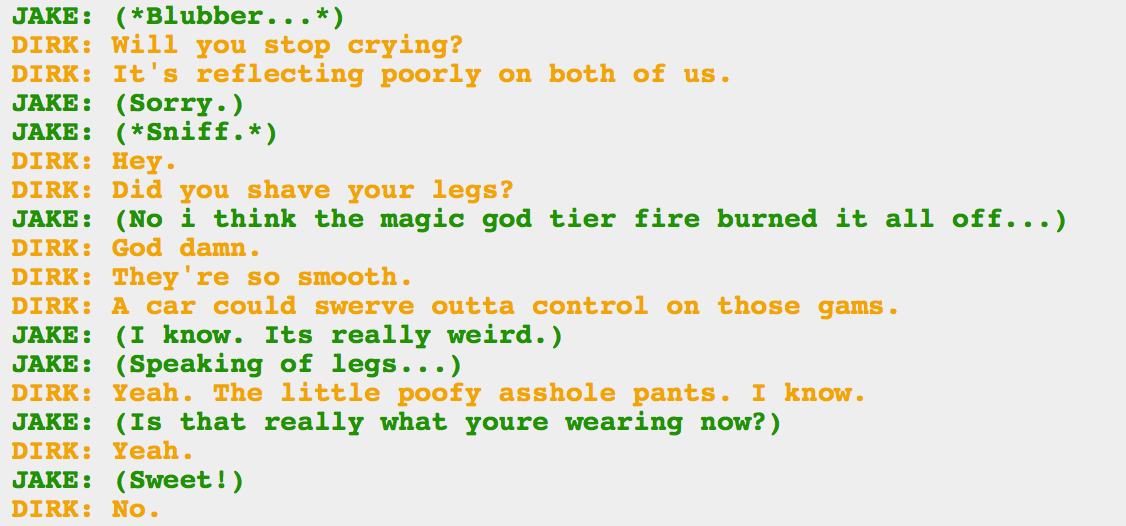 JAKE: (*Blubber...*)
DIRK: Will you stop crying?
DIRK: It's reflecting poorly on both of us.
JAKE: (Sorry.)
JAKE: (*Sniff.*)
DIRK: Hey.
DIRK: Did you shave your legs?
JAKE: (No i think the magic god tier fire burned it all off...)
DIRK: God damn.
DIRK: They're so smooth.
DIRK: A car could swerve outta control on those gams.
JAKE: (I know. Its really weird.)
JAKE: (Speaking of legs...)
DIRK: Yeah. The little poofy asshole pants. I know.
JAKE: (Is that really what youre wearing now?)
DIRK: Yeah.
JAKE: (Sweet!)
DIRK: No.